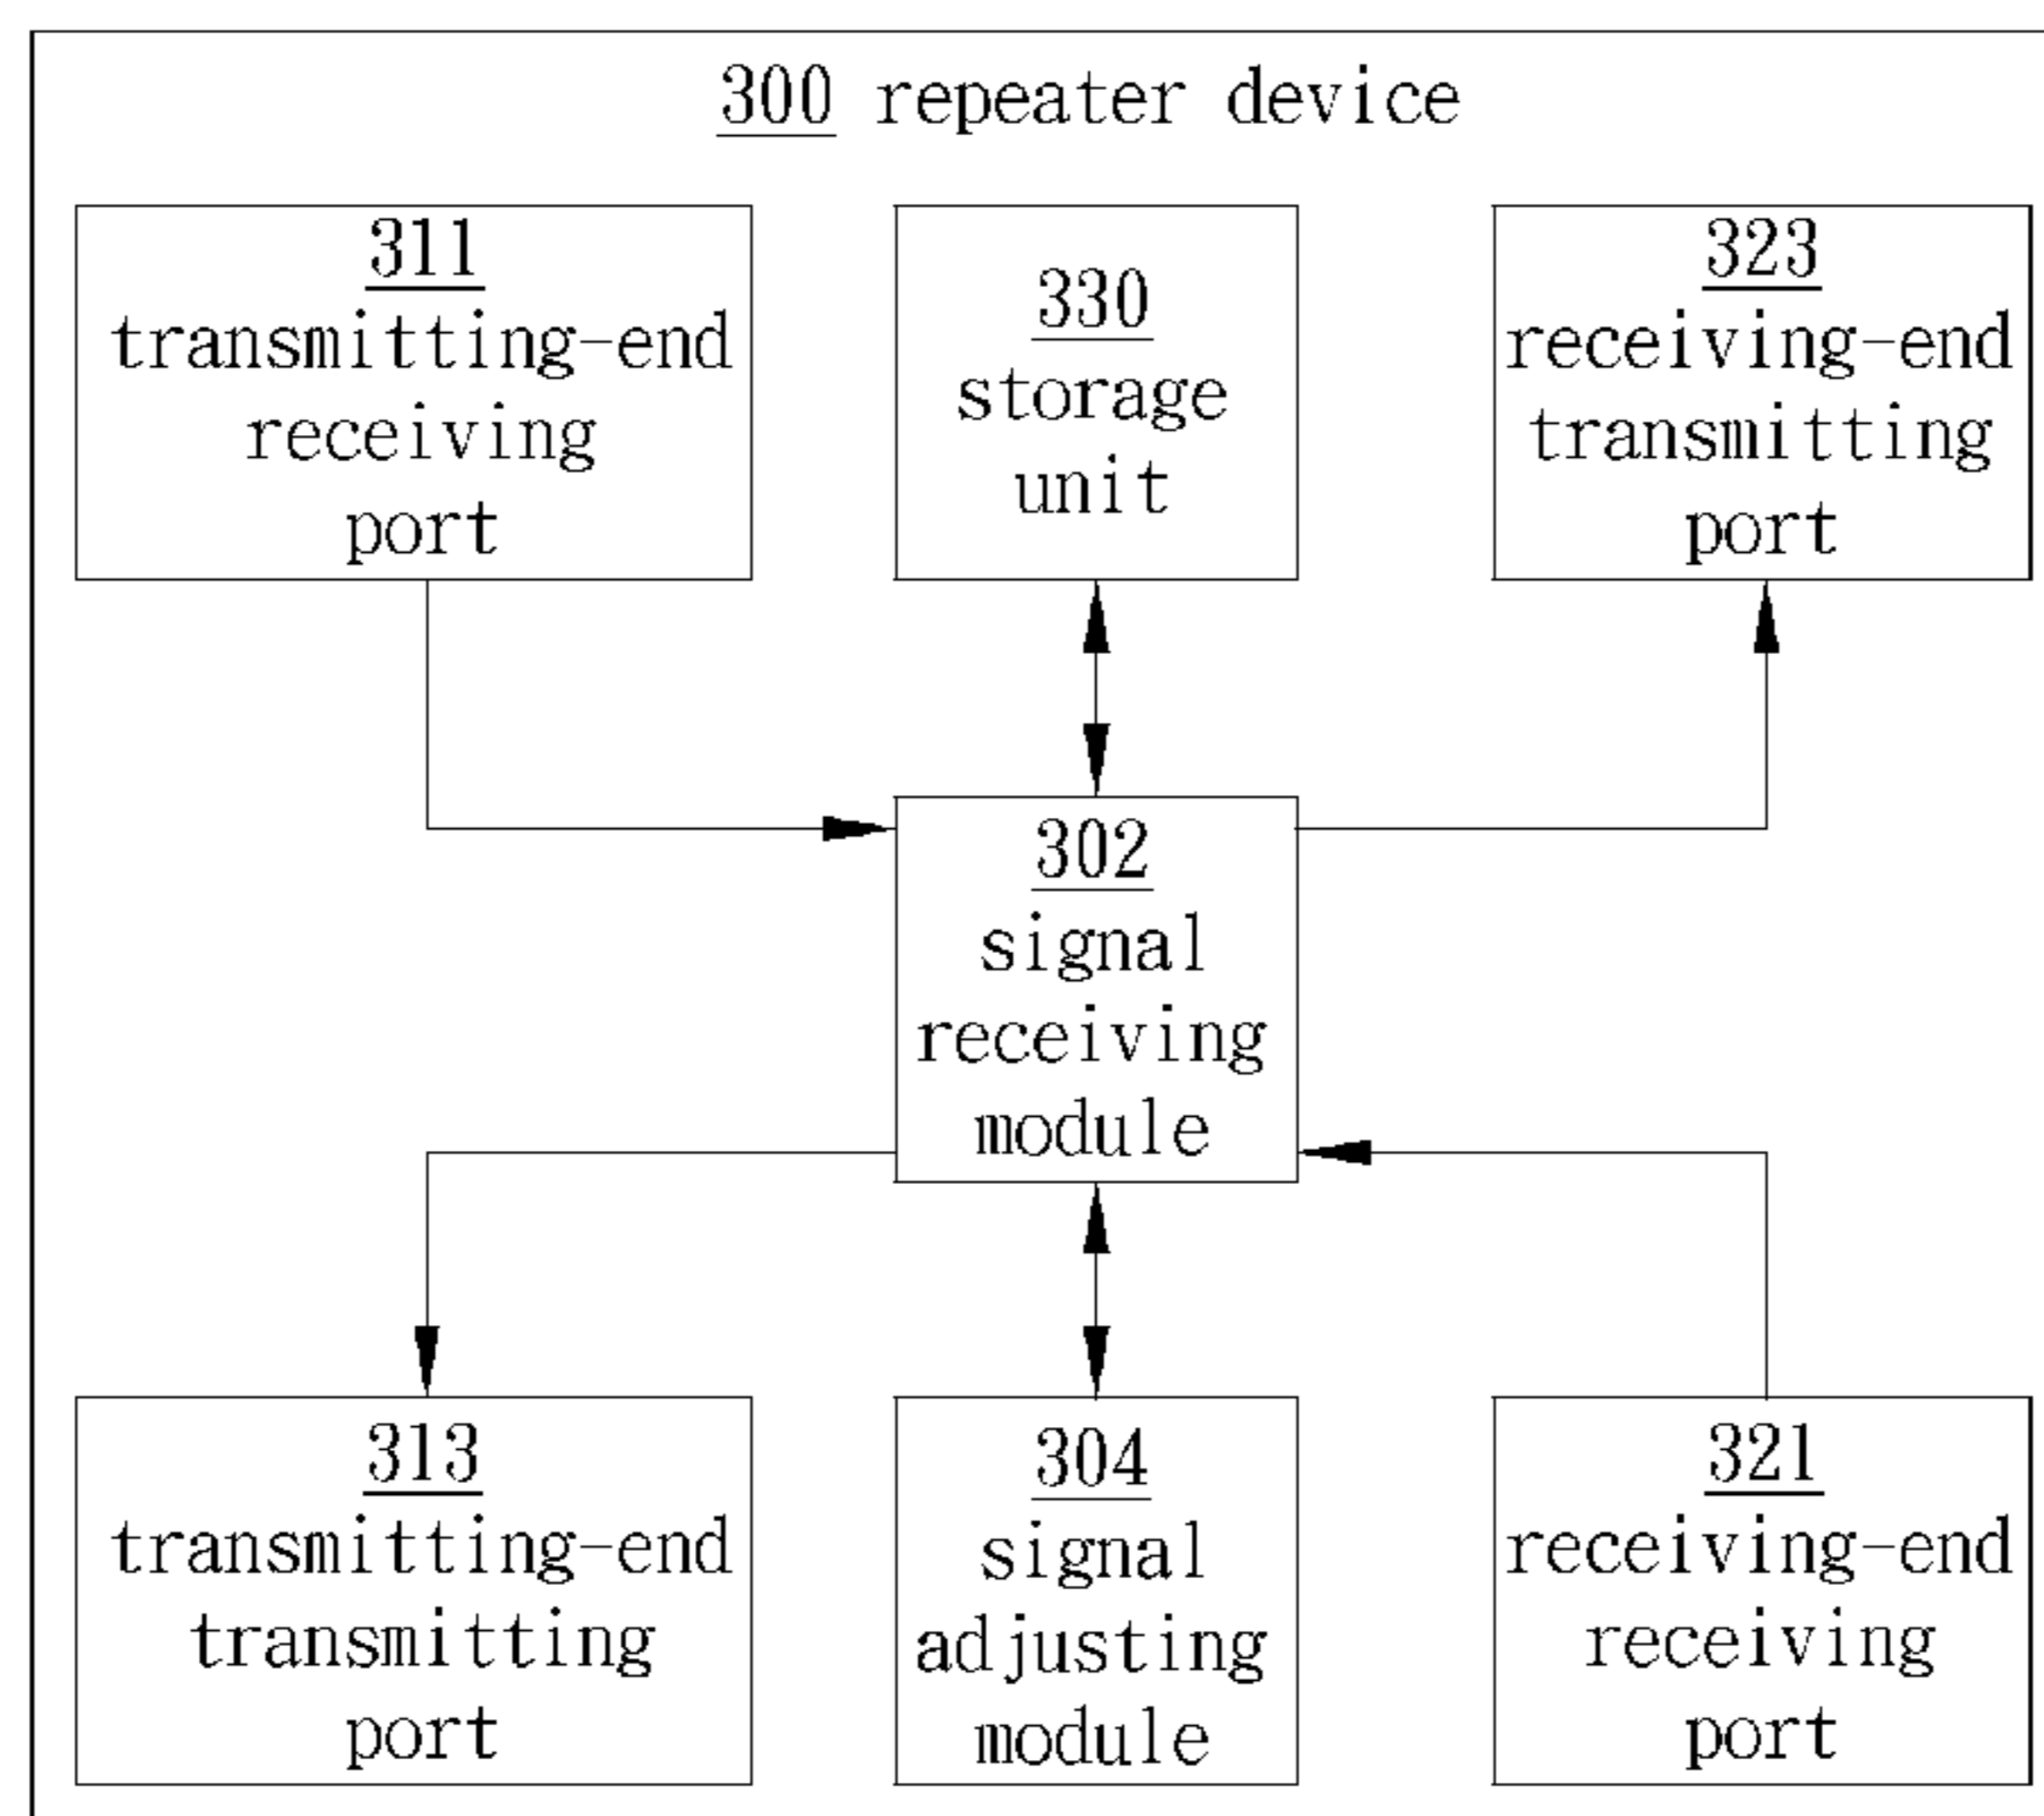 300 repeater device
311
transmitting-end
receiving
port
330
storage
unit
323
receiving-end
transmitting
port
302
signal
receiving
module
313
transmitting-end
transmitting
port
304
signal
adjusting
module
321
receiving-end
receiving
port